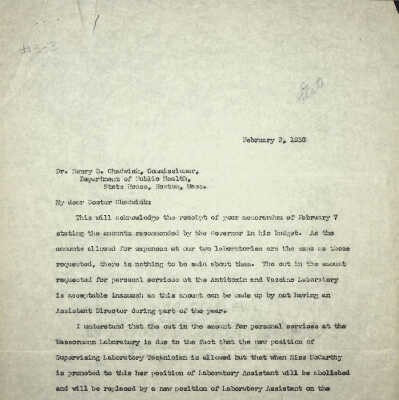 February 8, 1938
Dr. Henry D. Chadwick, Commissioner,
Department of Public Health,
State House, Boston, Mass.
My dear Doctor Chadwick:
This will acknowledge the receipt of your memorandum of February 7
stating the amounts recommended by the Governor in his budget. As the
amounts allowed for expenses at our two laboratories are the same as those
requested, there is nothing to be said about them. The cut in the amount
requested for personal services at the Antitoxin and Vaccine Laboratory
is acceptable inasmuch as this amount can be made up by not having an
Assistant Director during part of the year.
I understand that the cut in the amount for personal services at the
Wassermann Laboratory is due to the fact that the new position of
Supervising Laboratory Technician is allowed but that when Miss McCarthy
is promoted to this her position of Laboratory Assistant will be abolished
and will be replaced by a new position of Laboratory Assistant on the